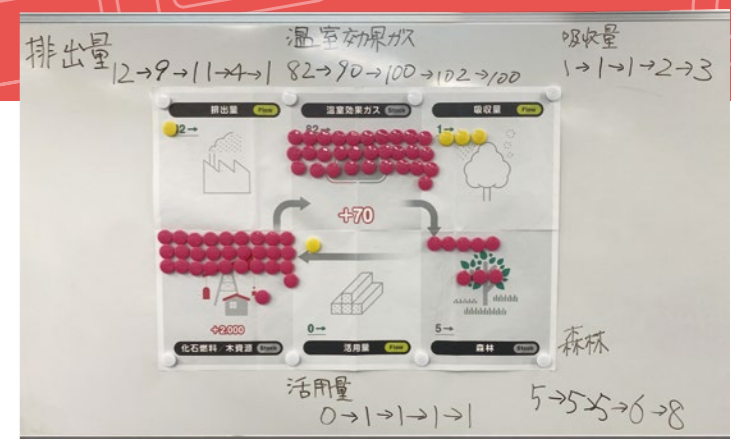 排出量
12→9→11→4→1
温室効果ガス
82→90→100→102→100
吸収量
1→1→1→2→3
排出量 Flow
温室効果ガス Stock
吸収量 Flow
12→
82→
1→
+70
+2,000
0→
5→
化石燃料/木資源 Stock
活用量 Flow
森林 Stock
活用量
0→1→1→1→1
森林
5→5→5→6→8